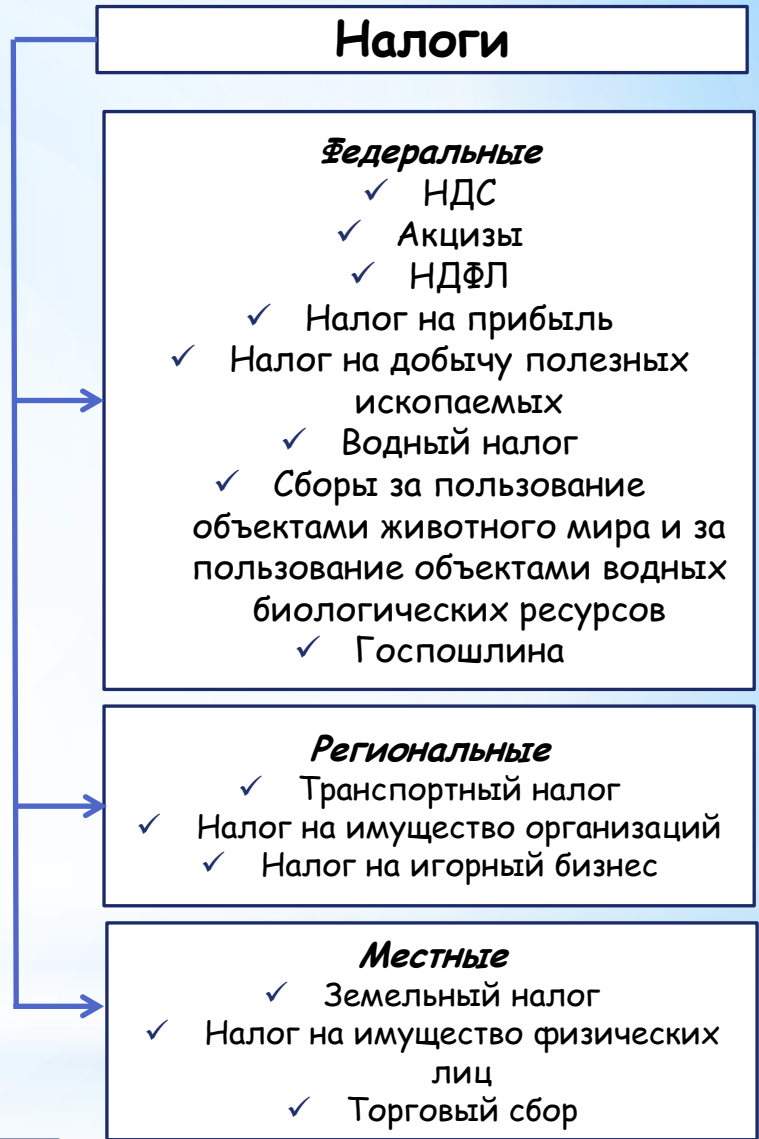 Налоги
Федеральные
✓ НДС
✓ Акцизы
✓ НДФЛ
✓ Налог на прибыль
✓ Налог на добычу полезных
ископаемых
✓ Водный налог
✓ Сборы за пользование
объектами животного мира и за
пользование объектами водных
биологических ресурсов
✓ Госпошлина
Региональные
✓ Транспортный налог
✓ Налог на имущество организаций
✓ Налог на игорный бизнес
Местные
✓ Земельный налог
✓ Налог на имущество физических
лиц
✓ Торговый сбор